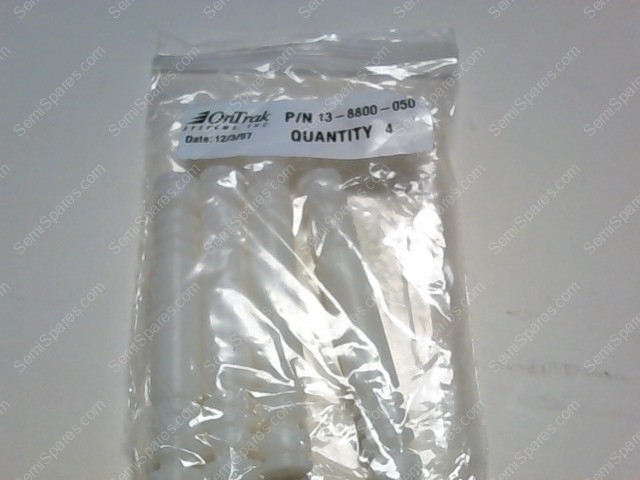 OnTrak
SYSTEMS, INC
Date: 12/3/97
P/N 13-8800-050
QUANTITY 4
SemiSpares.com